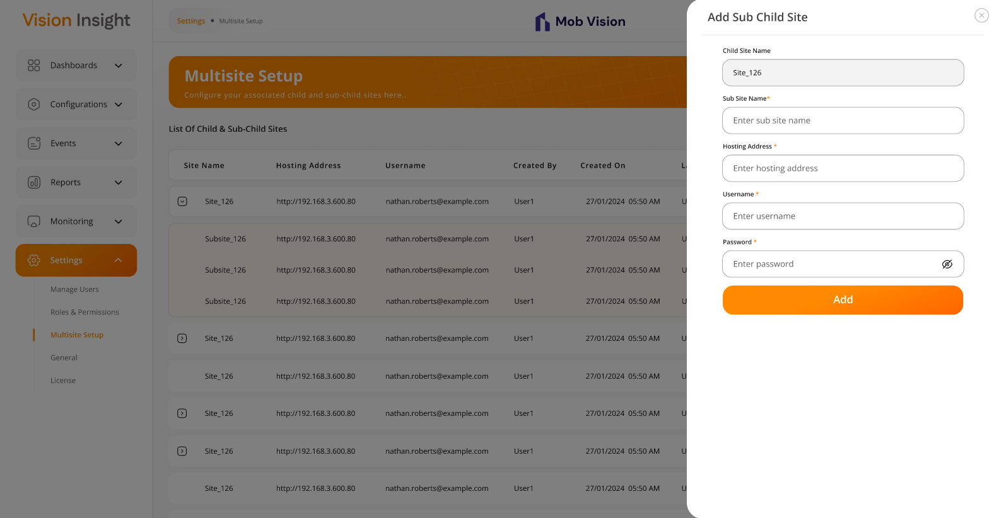 Vision Insight
Dashboards
Configurations
Events
Reports
Monitoring
Settings
Manage Users
Roles & Permissions
Multisite Setup
General
License
Settings • Multisite Setup
Mob Vision
Multisite Setup
Configure your associated child and sub-child sites here..
List Of Child & Sub-Child Sites
Site Name Hosting Address Username Created By Created On
Site_126 http://192.168.3.600.80 nathan.roberts@example.com User1 27/01/2024 05:50 AM U
Subsite_126 http://192.168.3.600.80 nathan.roberts@example.com User1 27/01/2024 05:50 AM U
Subsite_126 http://192.168.3.600.80 nathan.roberts@example.com User1 27/01/2024 05:50 AM U
Subsite_126 http://192.168.3.600.80 nathan.roberts@example.com User1 27/01/2024 05:50 AM U
Site_126 http://192.168.3.600.80 nathan.roberts@example.com User1 27/01/2024 05:50 AM U
Site_126 http://192.168.3.600.80 nathan.roberts@example.com User1 27/01/2024 05:50 AM U
Site_126 http://192.168.3.600.80 nathan.roberts@example.com User1 27/01/2024 05:50 AM U
Site_126 http://192.168.3.600.80 nathan.roberts@example.com User1 27/01/2024 05:50 AM U
Site_126 http://192.168.3.600.80 nathan.roberts@example.com User1 27/01/2024 05:50 AM U
Add Sub Child Site
Child Site Name
Site_126
Sub Site Name*
Enter sub site name
Hosting Address *
Enter hosting address
Username *
Enter username
Password *
Enter password
Add